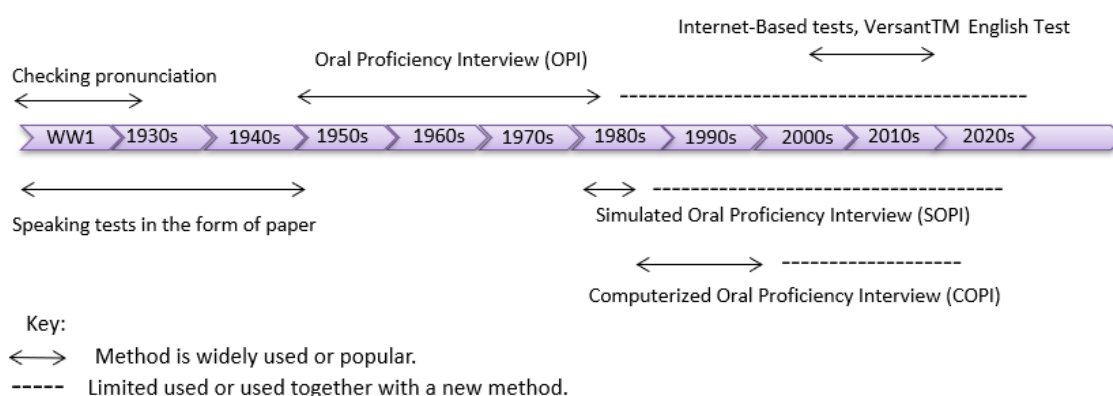 Internet-Based tests, VersantTM English Test
Oral Proficiency Interview (OPI)
Checking pronunciation
WW1 1930s 1940s 1950s 1960s 1970s 1980s 1990s 2000s 2010s 2020s
Speaking tests in the form of paper
Simulated Oral Proficiency Interview (SOPI)
Computerized Oral Proficiency Interview (COPI)
Key:
Method is widely used or popular.
Limited used or used together with a new method.